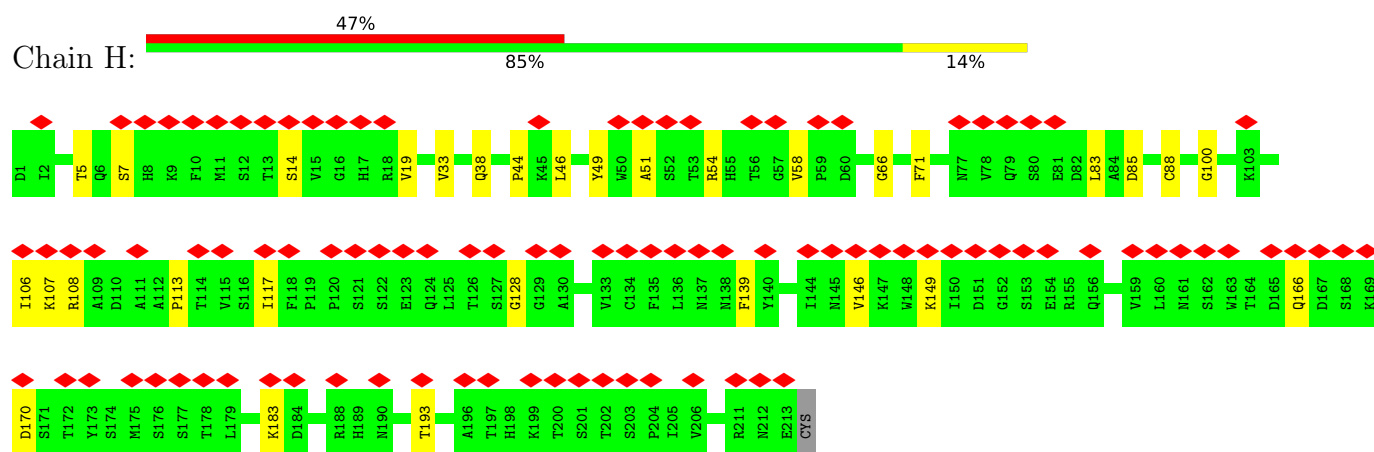 47%
Chain H:
85% 14%
D1 I2 T5 Q6 S7 H8 K9 F10 M11 S12 T13 S14 V15 G16 H17 R18 V19 V33 Q38 P44 K45 L46 Y49 W50 A51 S52 T53 R54 H55 T56 G57 V58 P59 D60 G66 F71 N77 V78 Q79 S80 E81 D82 L83 A84 D85 C88 G100 K103
I106 K107 R108 A109 D110 A111 A112 P113 T114 V115 S116 I117 F118 P119 P120 S121 S122 E123 Q124 L125 T126 S127 G128 G129 A130 V133 C134 F135 L136 N137 N138 F139 Y140 I144 N145 V146 K147 W148 K149 I150 D151 G152 S153 E154 R155 Q156 V159 L160 N161 S162 W163 T164 D165 Q166 D167 S168 K169
D170 S171 T172 Y173 S174 M175 S176 S177 T178 L179 K183 D184 R188 H189 N190 T193 A196 T197 H198 K199 T200 S201 T202 S203 P204 I205 V206 R211 N212 E213 CYS